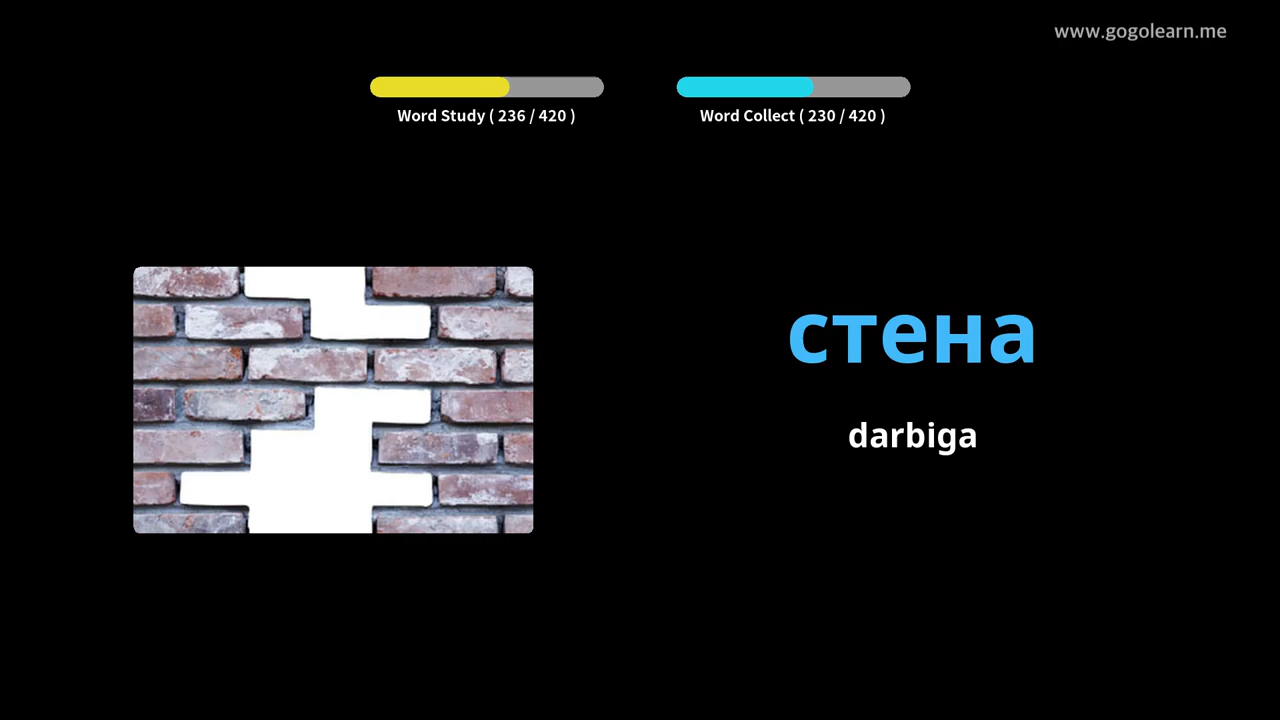 www.gogolearn.me
Word Study ( 236 / 420 )
Word Collect ( 230 / 420 )
стена
darbiga